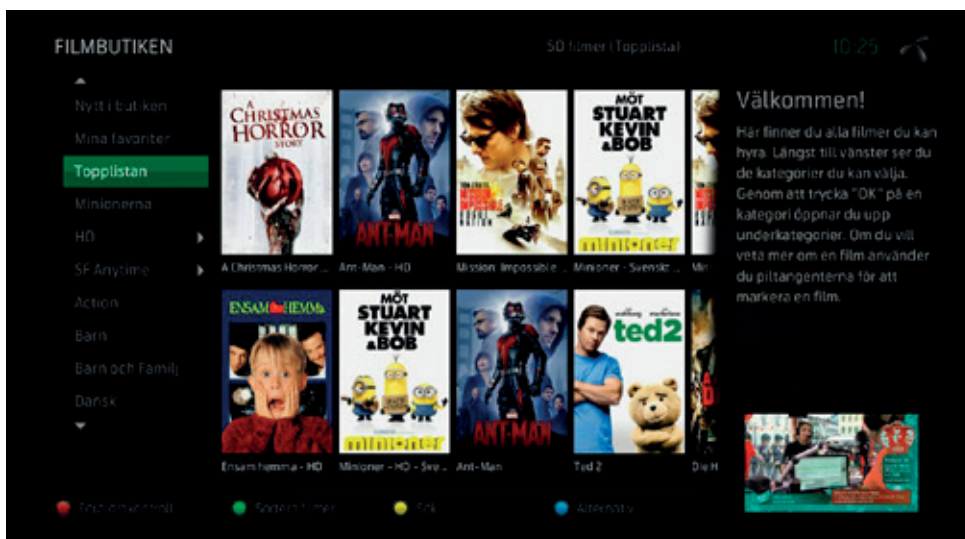 FILMBUTIKEN
50 filmer (Topplista)
10:25
Nytt i butiken
Mina favoriter
Topplistan
Minionerna
HD
SF Anytime
Action
Barn
Barn och Familj
Dansk
A
CHRISTMAS
HORROR
STORY
ANT-MAN
MÖT
STUART
KEVIN
&BOB
minioner
A Christmas Horror...
Ant-Man - HD
Mission: Impossible...
Minioner - Svenskt ...
ENSAM HEMMA
MÖT
STUART
KEVIN
&BOB
minioner
ANT-MAN
ted2
Ensam hemma - HD
Minioner - HD - Sve...
Ant-Man
Ted 2
Die H
Välkommen!
Här finner du alla filmer du kan
hyra. Längst till vänster ser du
de kategorier du kan välja.
Genom att trycka "OK" på en
kategori öppnar du upp
underkategorier. Om du vill
veta mer om en film använder
du piltangenterna för att
markera en film.
Sortera filmer
Sök
Alternativ